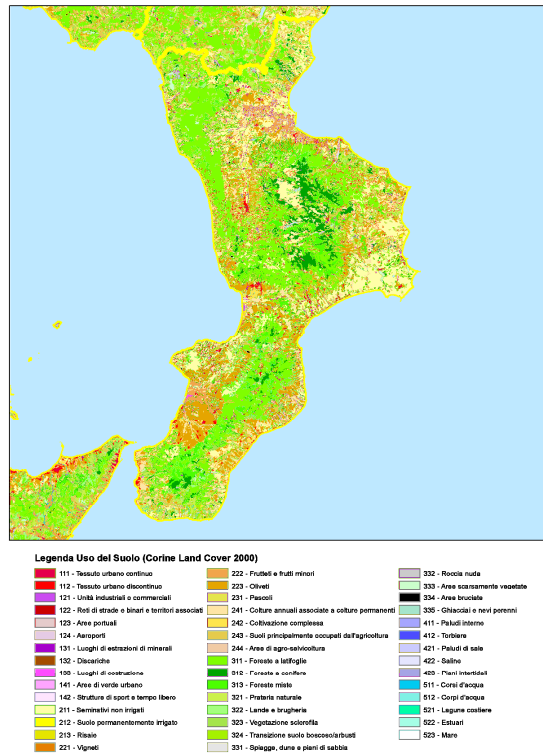 Legenda Uso del Suolo (Corine Land Cover 2000)
111 - Tessuto urbano continuo
112 - Tessuto urbano discontinuo
121 - Unità industriali o commerciali
122 - Reti di strade e binari e territori associati
123 - Aree portuali
124 - Aeroporti
131 - Luoghi di estrazioni di minerali
132 - Discariche
133 - Luoghi di costruzione
141 - Aree di verde urbano
142 - Strutture di sport e tempo libero
211 - Seminativi non irrigati
212 - Suolo permanentemente irrigato
213 - Risaie
221 - Vigneti
222 - Frutteti e frutti minori
223 - Oliveti
231 - Pascoli
241 - Colture annuali associate a colture permanenti
242 - Coltivazione complessa
243 - Suoli principalmente occupati dall'agricoltura
244 - Aree di agro-selvicoltura
311 - Foreste a latifoglie
312 - Foreste a conifere
313 - Foreste miste
321 - Praterie naturale
322 - Lande e brugheria
323 - Vegetazione sclerofila
324 - Transizione suolo boscoso/arbusti
331 - Spiagge, dune e piani di sabbia
332 - Roccia nuda
333 - Aree scarsamente vegetate
334 - Aree bruciate
335 - Ghiacciai e nevi perenni
411 - Paludi interne
412 - Torbiere
421 - Paludi di sale
422 - Saline
423 - Piani intertidali
511 - Corsi d'acqua
512 - Corpi d'acqua
521 - Lagune costiere
522 - Estuari
523 - Mare